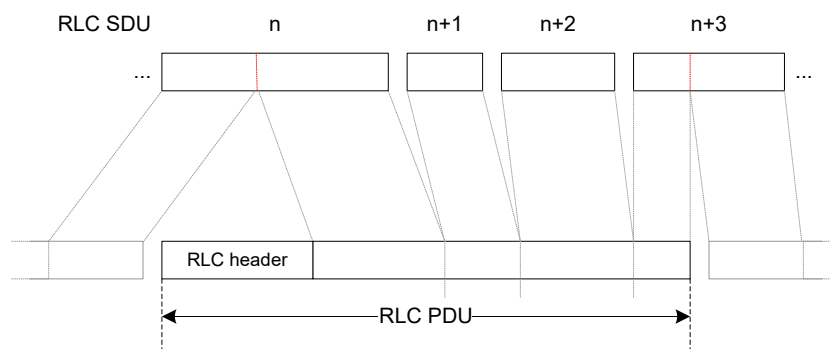 RLC SDU n n+1 n+2 n+3
... ...
RLC header
RLC PDU